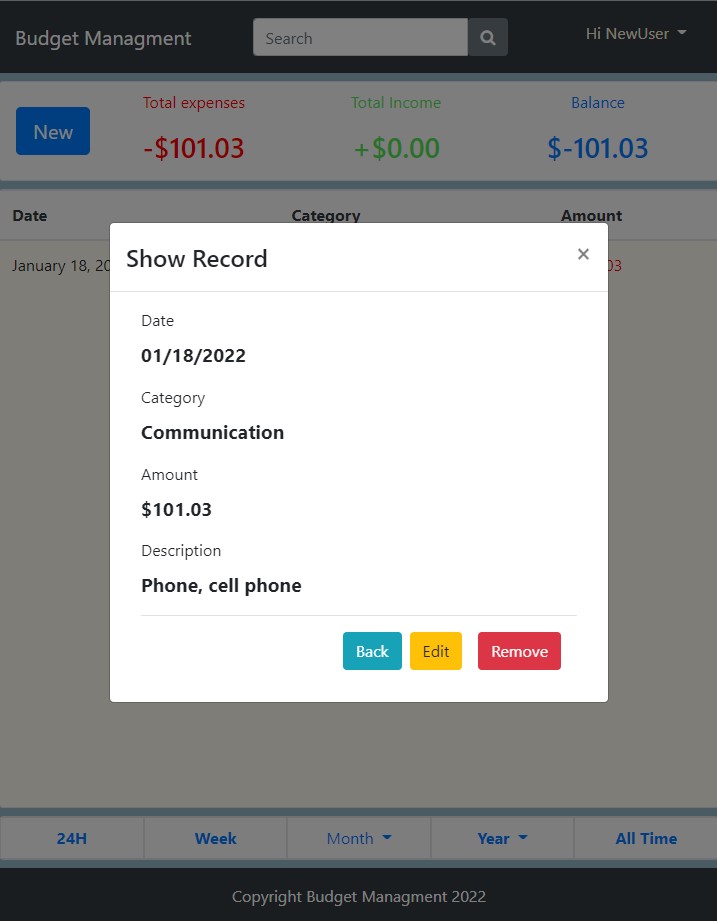 Budget Managment
Search
Hi NewUser
New
Total expenses
Total Income
Balance
-$101.03
+$0.00
$-101.03
Date
Category
Amount
January 18, 20
03
Show Record
×
Date
01/18/2022
Category
Communication
Amount
$101.03
Description
Phone, cell phone
Back
Edit
Remove
24H
Week
Month
Year
All Time
Copyright Budget Managment 2022